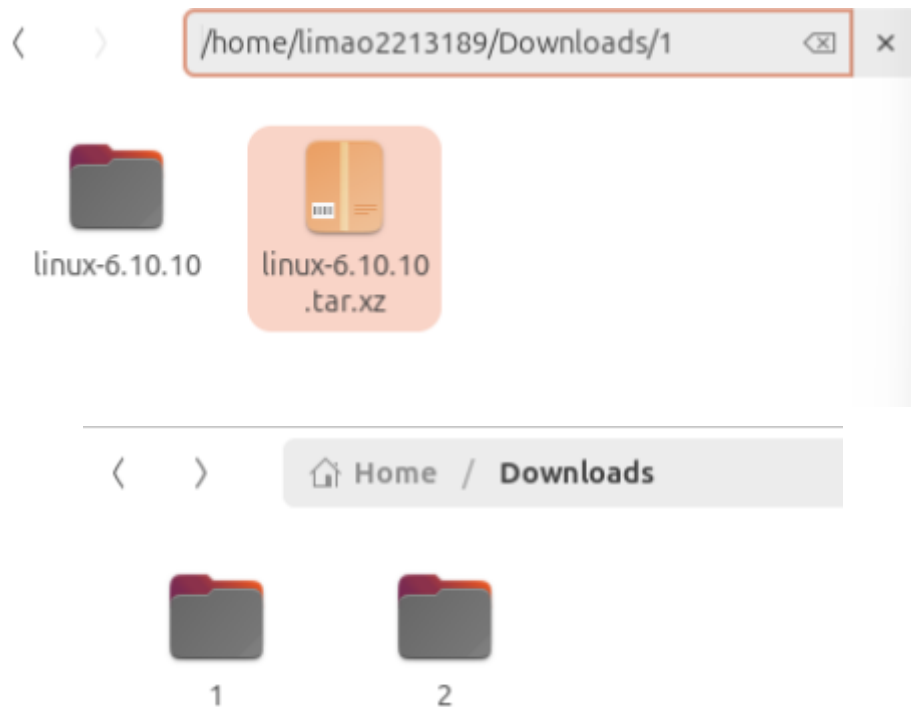 /home/limao2213189/Downloads/1
linux-6.10.10
linux-6.10.10
.tar.xz
Home / Downloads
1
2